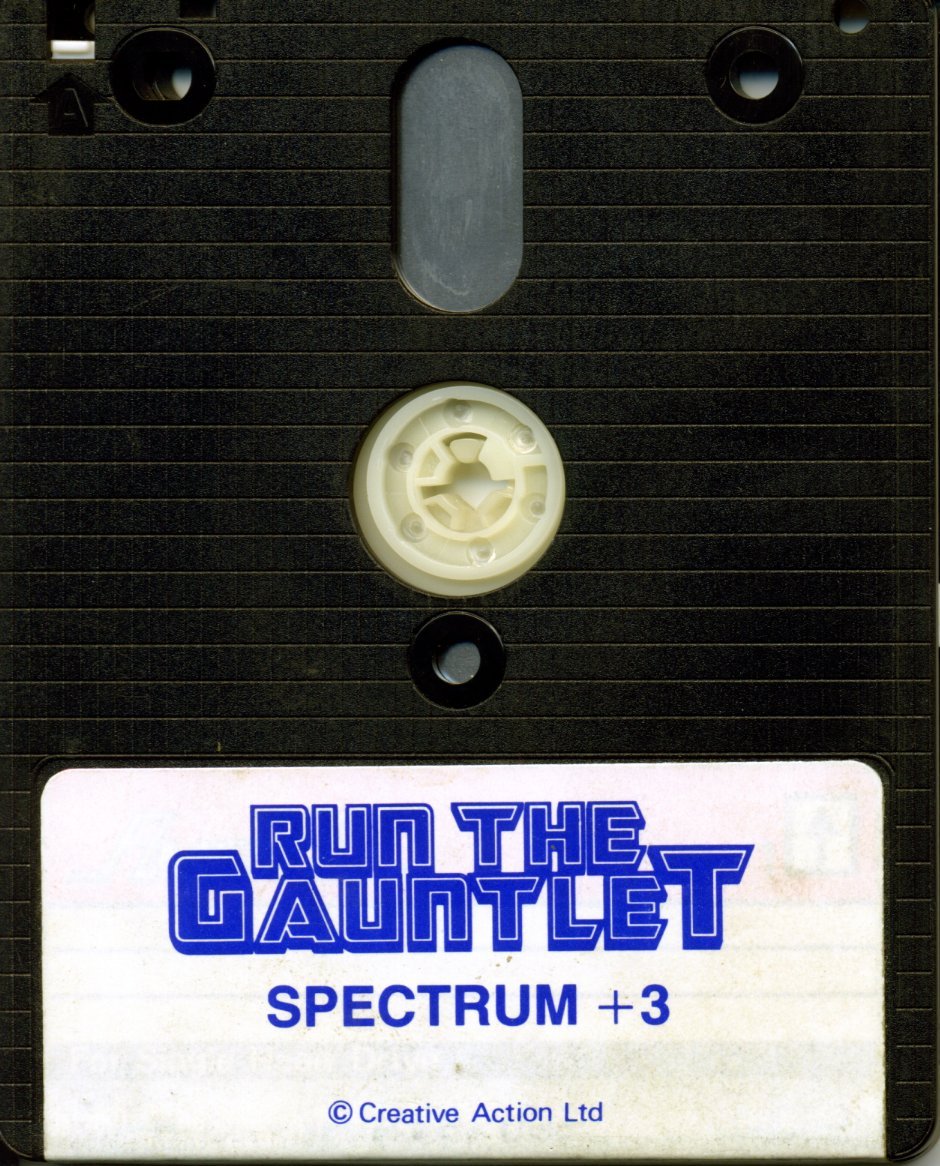 A
RUN THE
GAUNTLET
SPECTRUM +3
© Creative Action Ltd